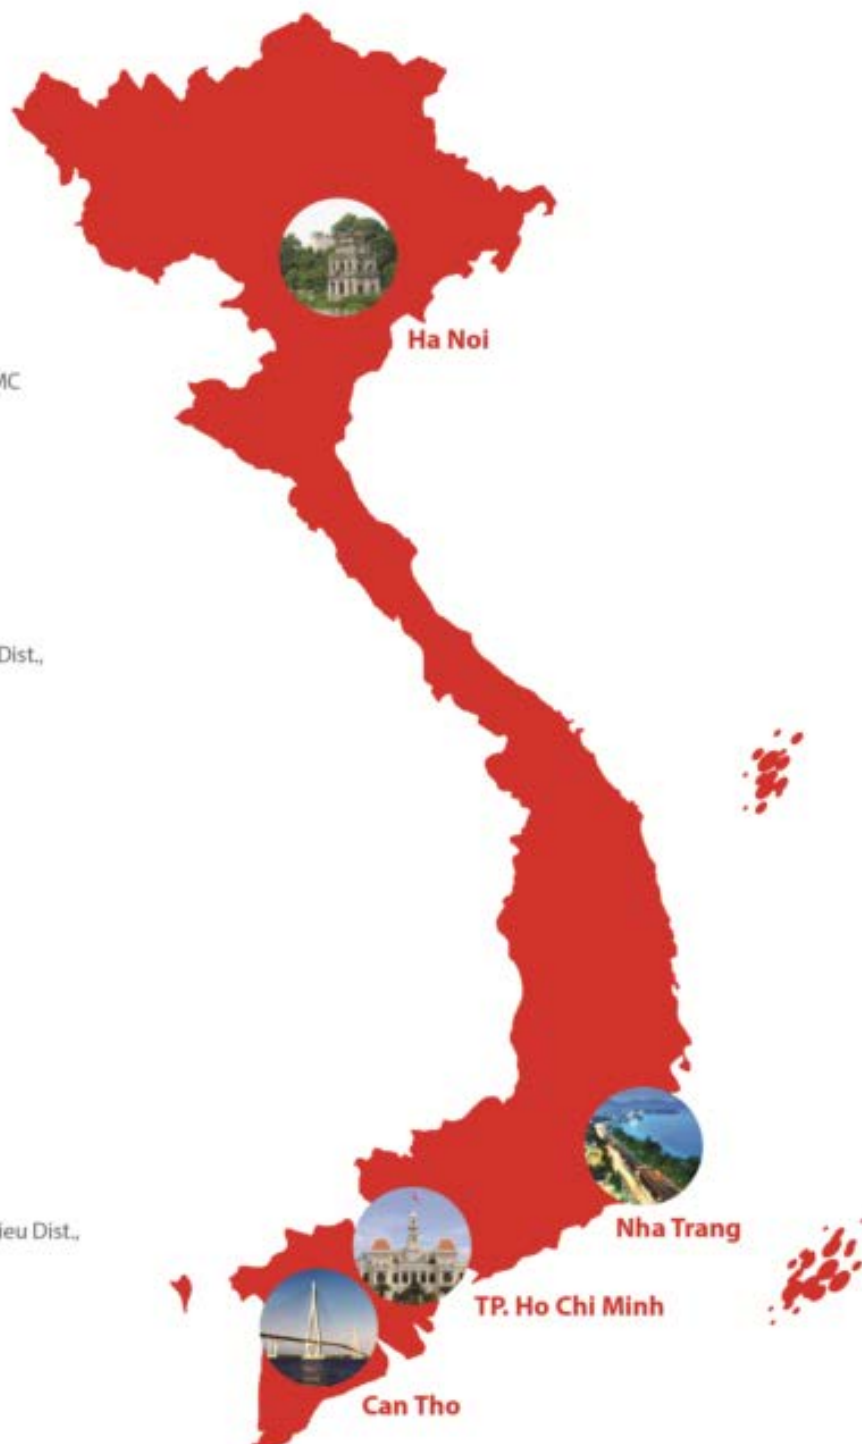 Ha Noi
MC
Dist.,
Nha Trang
ieu Dist.,
TP. Ho Chi Minh
Can Tho